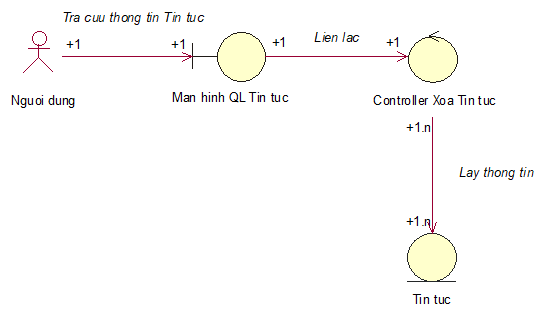 Tra cuu thong tin Tin tuc
+1
+1
+1
Lien lac
+1
Nguoi dung
Man hinh QL Tin tuc
Controller Xoa Tin tuc
+1.n
Lay thong tin
+1.n
Tin tuc